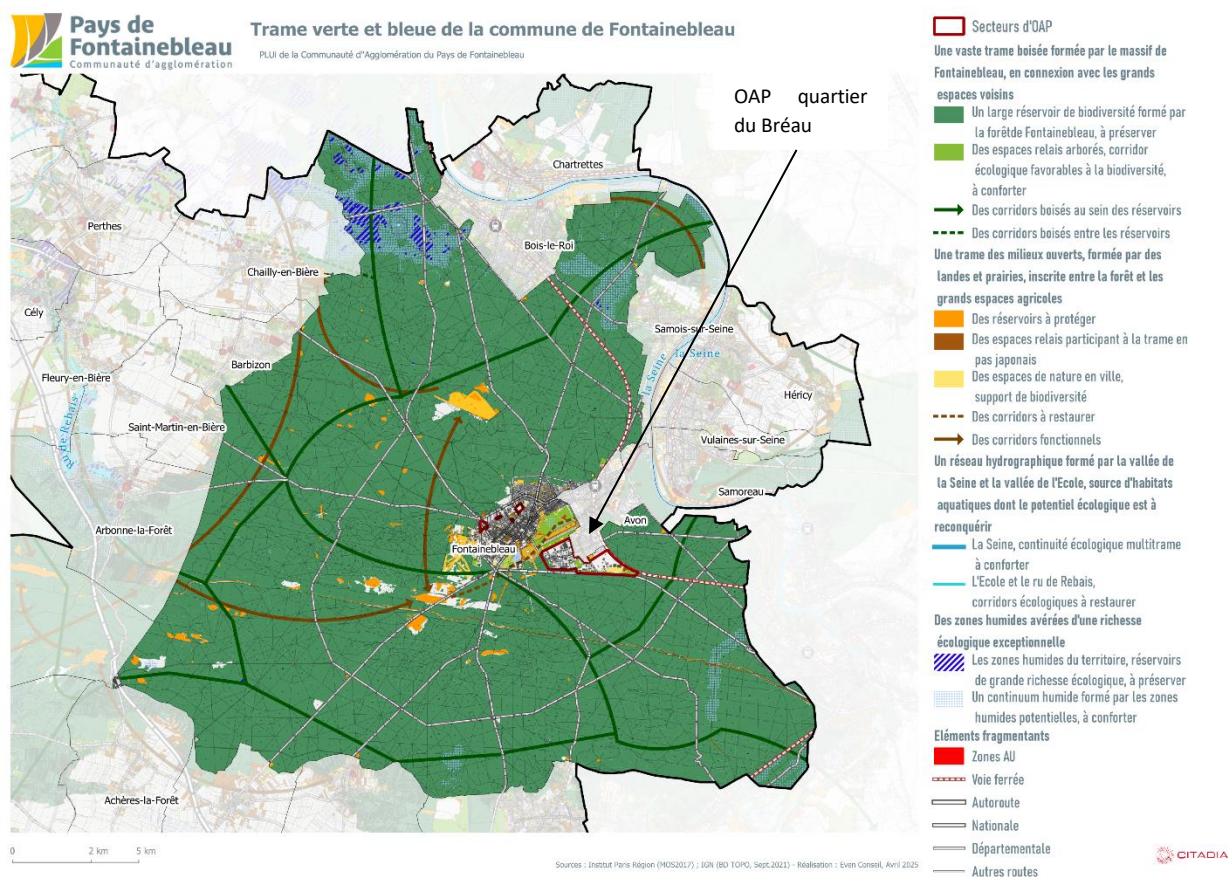 Pays de
Fontainebleau
Communauté d'agglomération
Trame verte et bleue de la commune de Fontainebleau
PLUi de la Communauté d'Agglomération du Pays de Fontainebleau
OAP quartier
du Bréau
Chartrettes
Perthes
Bois-le-Roi
Chailly-en-Bière
Cély
Samois-sur-Seine
la Seine
la Seine
Barbizon
Fleury-en-Bière
Héricy
Ru de Rebais
Saint-Martin-en-Bière
Vulaines-sur-Seine
Samoreau
Arbonne-la-Forêt
Avon
Fontainebleau
Achères-la-Forêt
0 2 km 5 km
Sources : Institut Paris Région (MOS2017) ; IGN (BD TOPO, Sept.2021) - Réalisation : Even Conseil, Avril 2025
Secteurs d'OAP
Une vaste trame boisée formée par le massif de
Fontainebleau, en connexion avec les grands
espaces voisins
Un large réservoir de biodiversité formé par
la forêtde Fontainebleau, à préserver
Des espaces relais arborés, corridor
écologique favorables à la biodiversité,
à conforter
Des corridors boisés au sein des réservoirs
Des corridors boisés entre les réservoirs
Une trame des milieux ouverts, formée par des
landes et prairies, inscrite entre la forêt et les
grands espaces agricoles
Des réservoirs à protéger
Des espaces relais participant à la trame en
pas japonais
Des espaces de nature en ville,
support de biodiversité
Des corridors à restaurer
Des corridors fonctionnels
Un réseau hydrographique formé par la vallée de
la Seine et la vallée de l'Ecole, source d'habitats
aquatiques dont le potentiel écologique est à
reconquérir
La Seine, continuité écologique multitrame
à conforter
L'Ecole et le ru de Rebais,
corridors écologiques à restaurer
Des zones humides avérées d'une richesse
écologique exceptionnelle
Les zones humides du territoire, réservoirs
de grande richesse écologique, à préserver
Un continuum humide formé par les zones
humides potentielles, à conforter
Eléments fragmentants
Zones AU
Voie ferrée
Autoroute
Nationale
Départementale
Autres routes
CITADIA